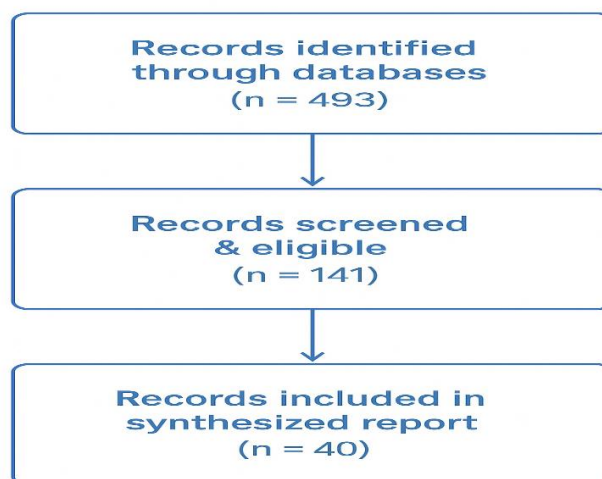 Records identified
through databases
(n = 493)
Records screened
& eligible
(n = 141)
Records included in
synthesized report
(n = 40)